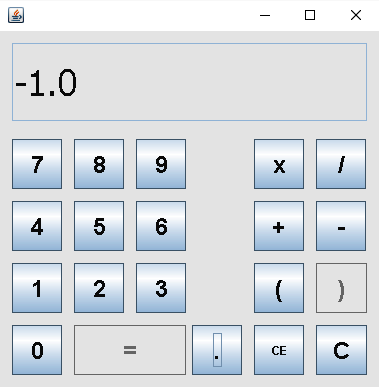 -1.0
7 8 9 x /
4 5 6 + -
1 2 3 ( )
0 = . CE C